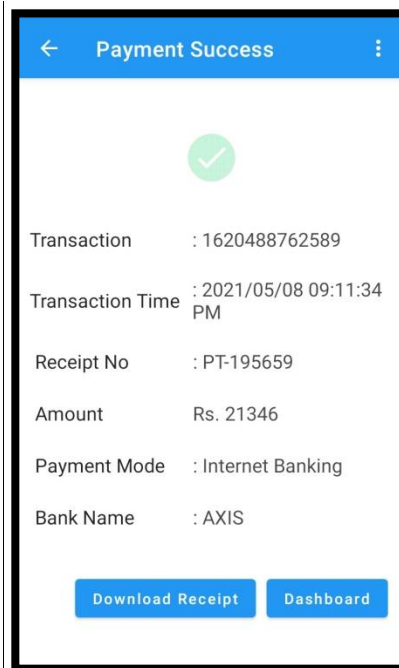 Payment Success
Transaction : 1620488762589
Transaction Time : 2021/05/08 09:11:34
PM
Receipt No : PT-195659
Amount Rs. 21346
Payment Mode : Internet Banking
Bank Name : AXIS
Download Receipt Dashboard